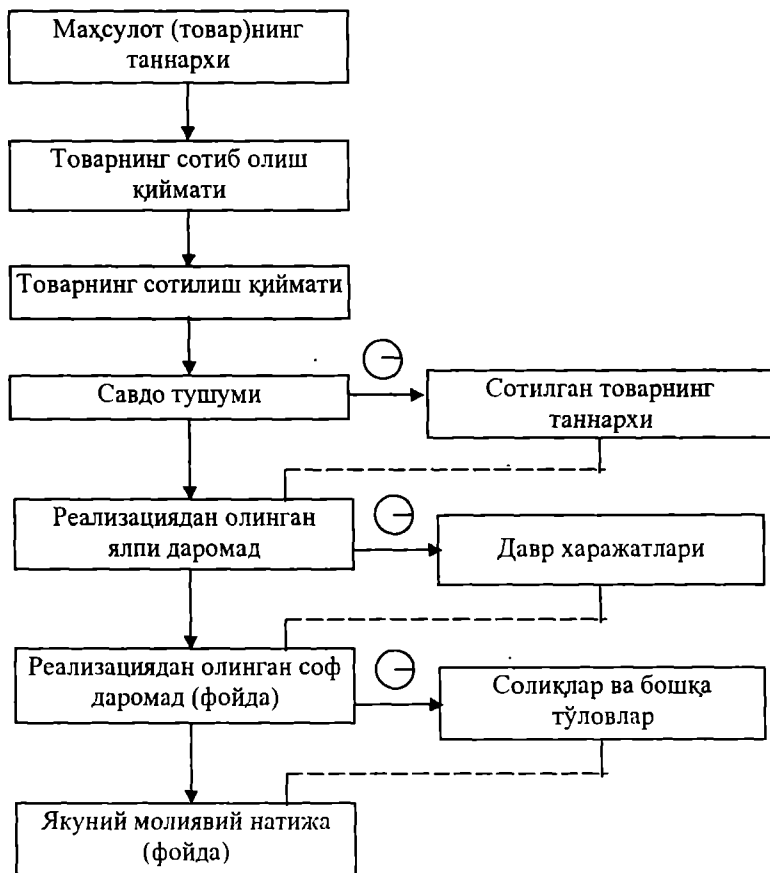 Маҳсулот (товар)нинг
таннархи
Товарнинг сотиб олиш
қиймати
Товарнинг сотилиш қиймати
Савдо тушуми
Сотилган товарнинг
таннархи
Реализациядан олинган
ялпи даромад
Давр харажатлари
Реализациядан олинган соф
даромад (фойда)
Солиқлар ва бошқа
тўловлар
Якуний молиявий натижа
(фойда)